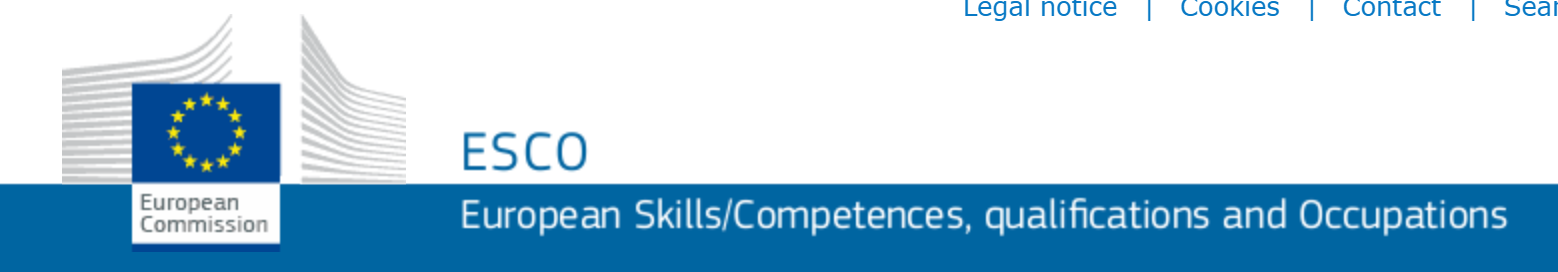 Legal notice | Cookies | Contact |
ESCO
European
Commission
European Skills/Competences, qualifications and Occupations